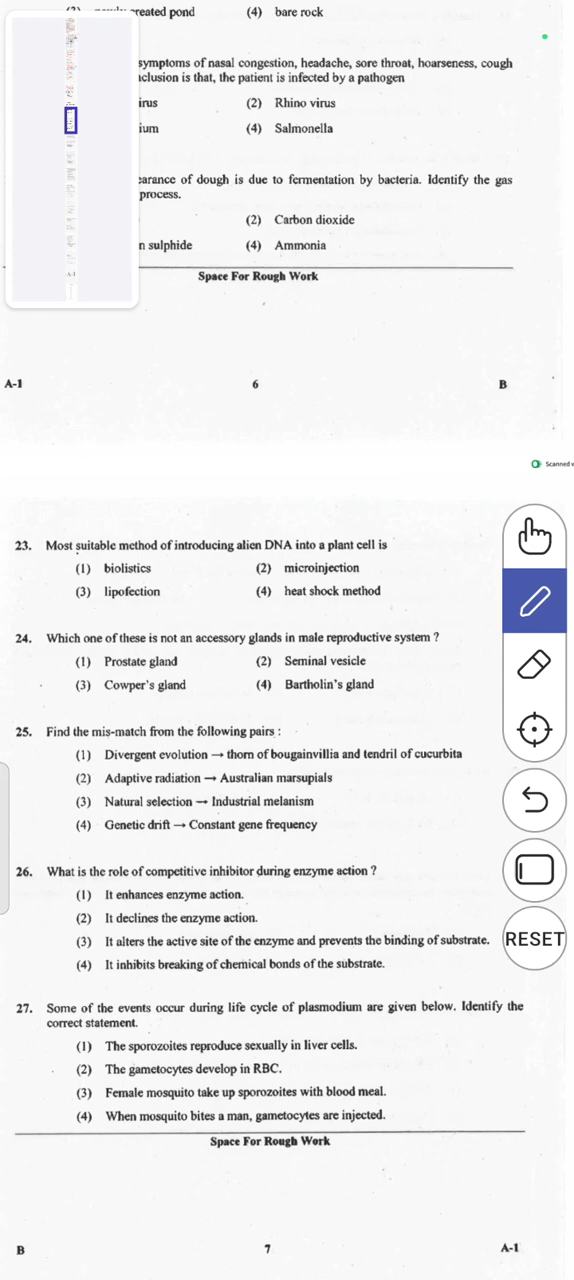 created pond (4) bare rock
symptoms of nasal congestion, headache, sore throat, hoarseness, cough
is that, the patient is infected by a pathogen
(2) Rhino virus
(4) Salmonella
of dough is due to fermentation by bacteria. Identify the gas
process.
(2) Carbon dioxide
sulphide (4) Ammonia
Space For Rough Work
A-1 6 B
Scanned
23. Most suitable method of introducing alien DNA into a plant cell is
(1) biolistics (2) microinjection
(3) lipofection (4) heat shock method
24. Which one of these is not an accessory glands in male reproductive system ?
(1) Prostate gland (2) Seminal vesicle
(3) Cowper's gland (4) Bartholin's gland
25. Find the mis-match from the following pairs :
(1) Divergent evolution → thorn of bougainvillia and tendril of cucurbita
(2) Adaptive radiation → Australian marsupials
(3) Natural selection → Industrial melanism
(4) Genetic drift → Constant gene frequency
26. What is the role of competitive inhibitor during enzyme action ?
(1) It enhances enzyme action.
(2) It declines the enzyme action.
(3) It alters the active site of the enzyme and prevents the binding of substrate.
(4) It inhibits breaking of chemical bonds of the substrate.
RESET
27. Some of the events occur during life cycle of plasmodium are given below. Identify the
correct statement.
(1) The sporozoites reproduce sexually in liver cells.
(2) The gametocytes develop in RBC.
(3) Female mosquito take up sporozoites with blood meal.
(4) When mosquito bites a man, gametocytes are injected.
Space For Rough Work
B 7 A-1